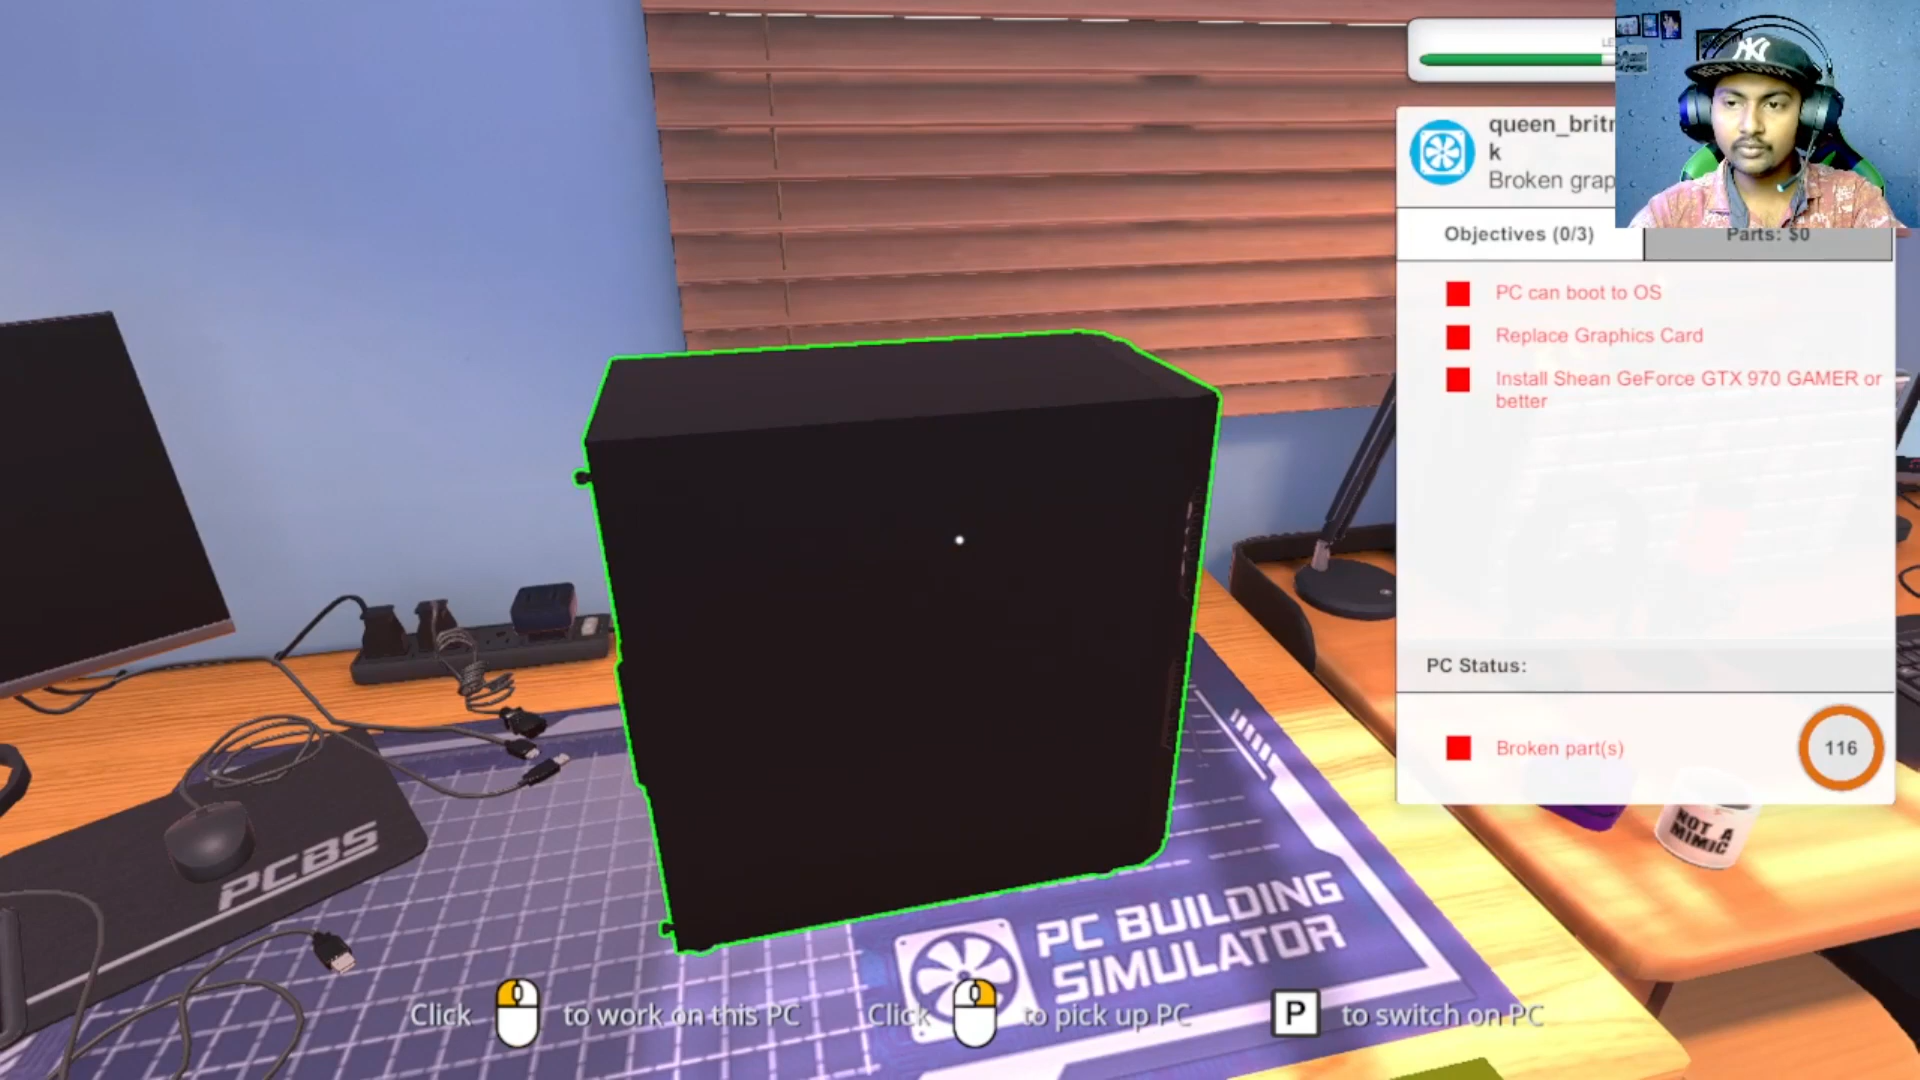 NEW YORK
queen_britr
k
Broken grap
Objectives (0/3)
Parts: $0
PC can boot to OS
Replace Graphics Card
Install Shean GeForce GTX 970 GAMER or
better
PC Status:
Broken part(s)
116
NOT A
MIMIC
PCBS
PC BUILDING
SIMULATOR
Click to work on this PC
Click to pick up PC
P to switch on PC